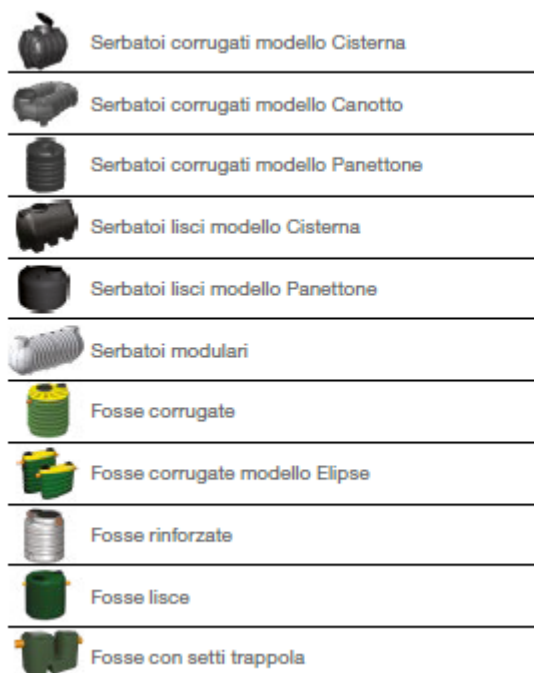 Serbatoi corrugati modello Cisterna
Serbatoi corrugati modello Canotto
Serbatoi corrugati modello Panettone
Serbatoi lisci modello Cisterna
Serbatoi lisci modello Panettone
Serbatoi modulari
Fosse corrugate
Fosse corrugate modello Elipse
Fosse rinforzate
Fosse lisce
Fosse con setti trappola